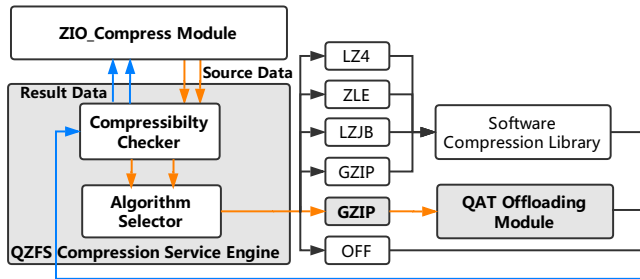 ZIO_Compress Module
Source Data
Result Data
Compressibilty
Checker
Algorithm
Selector
QZFS Compression Service Engine
LZ4
ZLE
LZJB
GZIP
GZIP
OFF
Software
Compression Library
QAT Offloading
Module